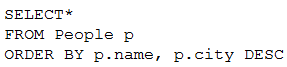 SELECT*
FROM People p
ORDER BY p.name, p.city DESC